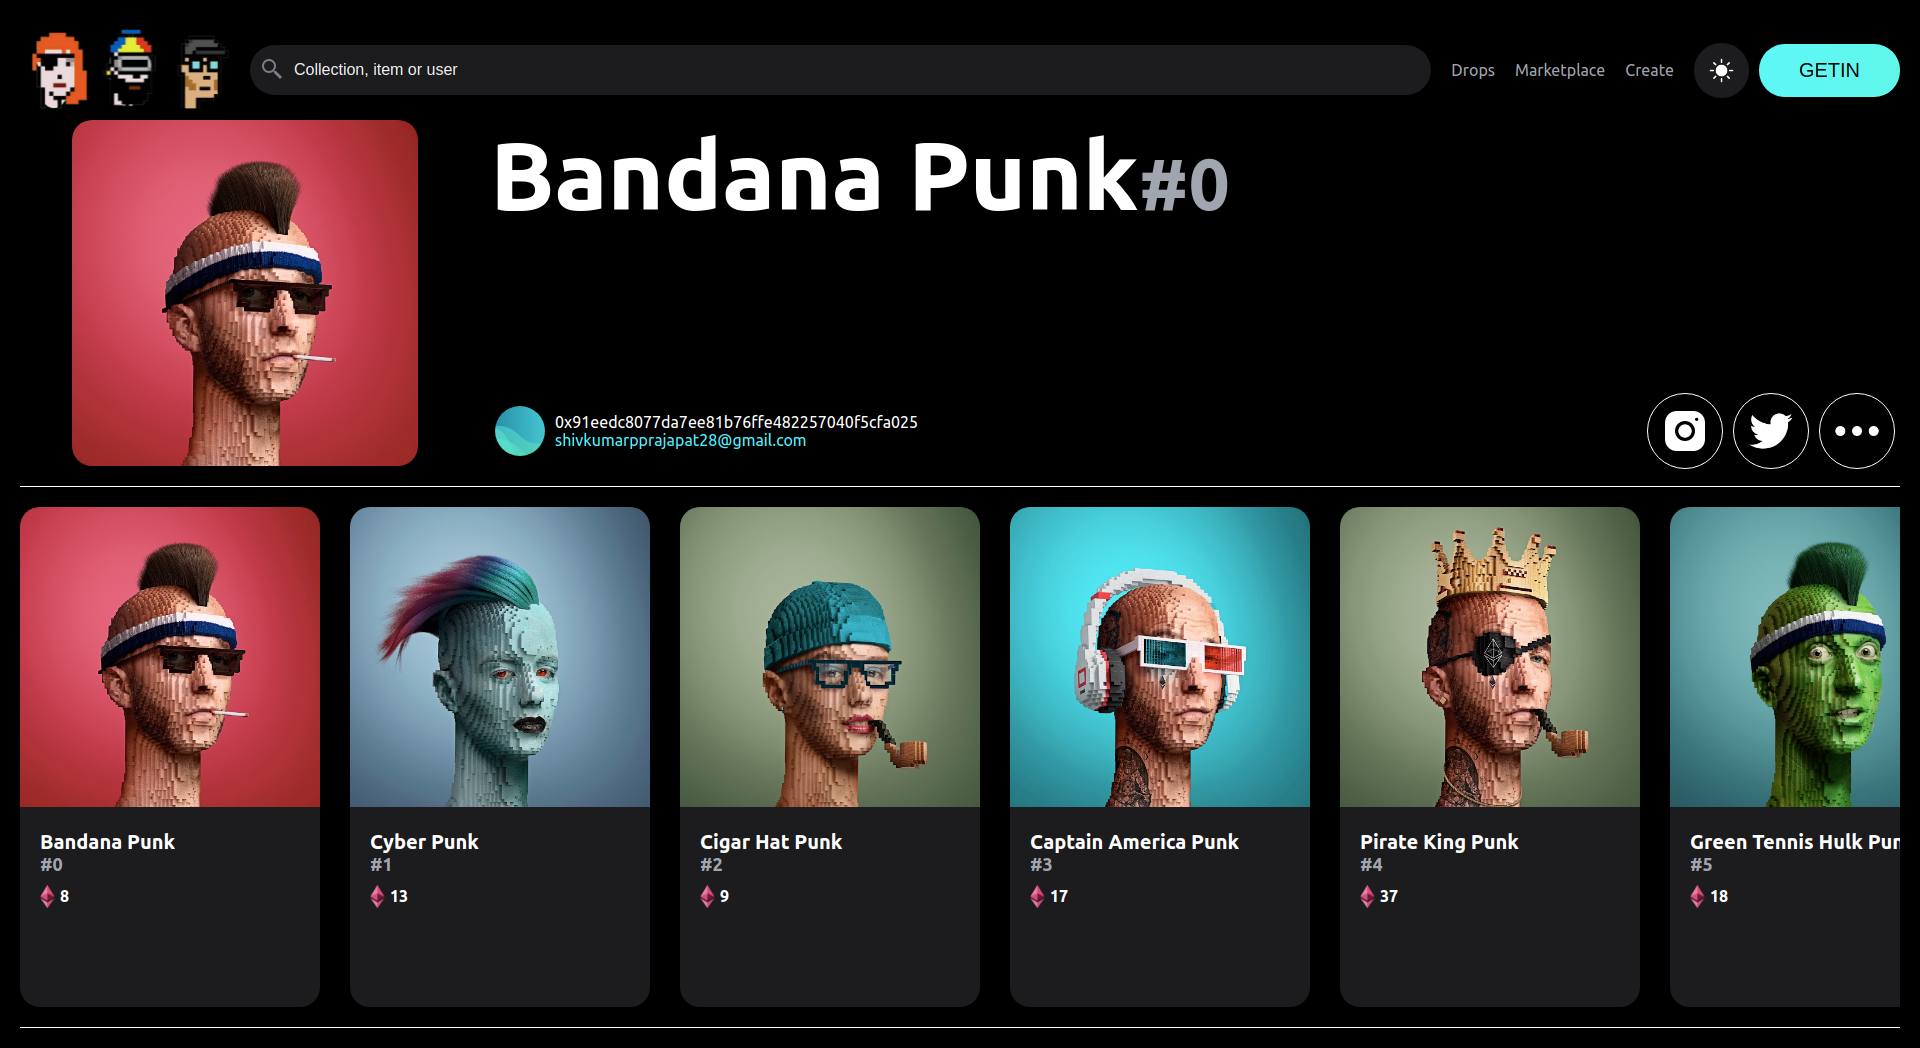 Collection, item or user
Drops
Marketplace
Create
GETIN
Bandana Punk#0
0x91eedc8077da7ee81b76ffe482257040f5cfa025
shivkumarpprajapat28@gmail.com
Bandana Punk
#0
8
Cyber Punk
#1
13
Cigar Hat Punk
#2
9
Captain America Punk
#3
17
Pirate King Punk
#4
37
Green Tennis Hulk Pun
#5
18